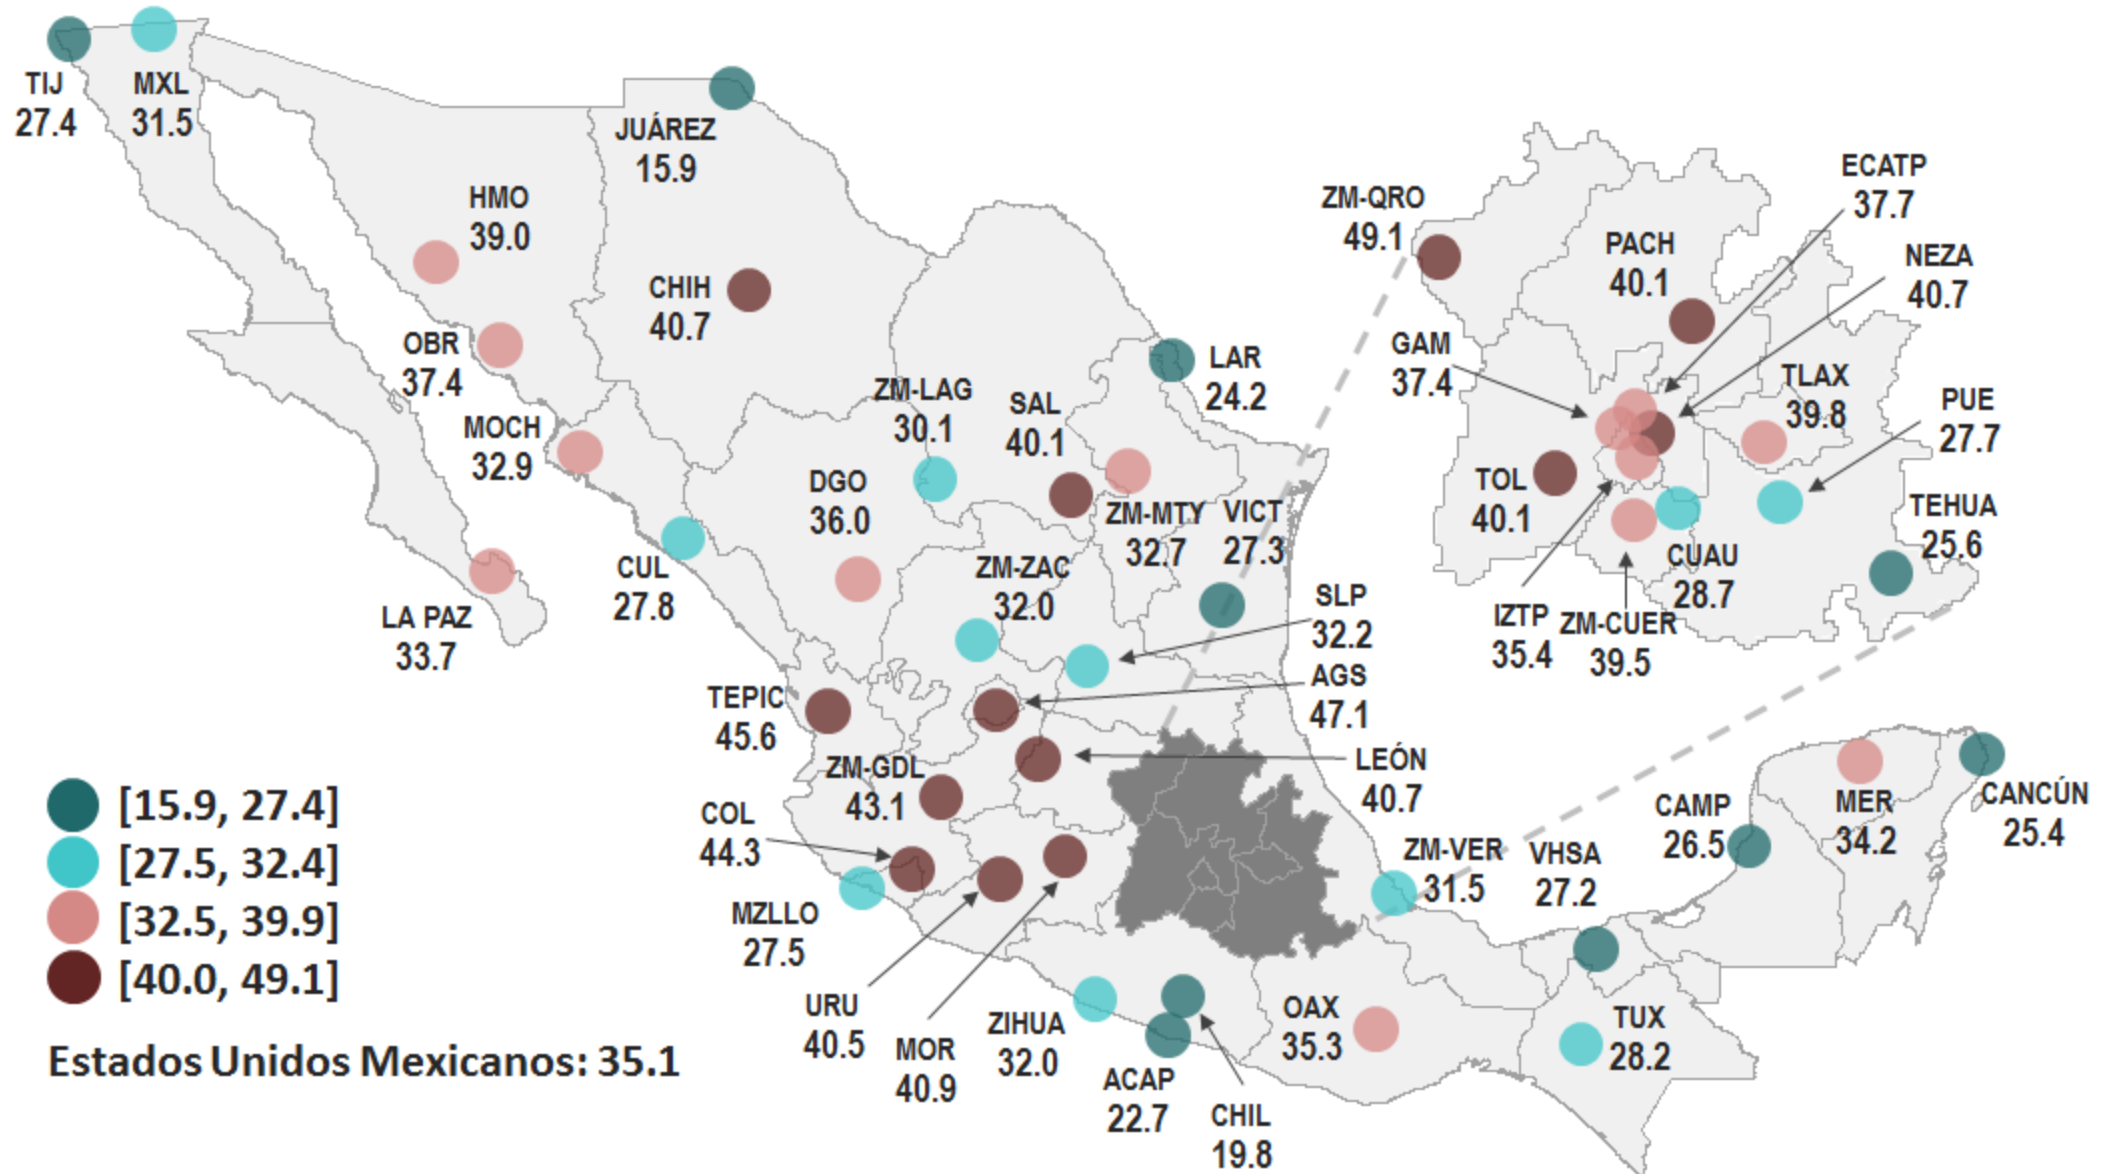 TIJ
27.4
MXL
31.5
JUÁREZ
15.9
HMO
39.0
CHIH
40.7
OBR
37.4
MOCH
32.9
LA PAZ
33.7
CUL
27.8
DGO
36.0
ZM-LAG
30.1
SAL
40.1
LAR
24.2
ZM-MTY
32.7
VICT
27.3
ZM-ZAC
32.0
SLP
32.2
AGS
47.1
LEÓN
40.7
TEPIC
45.6
ZM-GDL
43.1
COL
44.3
MZLLO
27.5
URU
40.5
MOR
40.9
ZIHUA
32.0
ACAP
22.7
CHIL
19.8
OAX
35.3
ZM-VER
31.5
VHSA
27.2
TUX
28.2
CAMP
26.5
MER
34.2
CANCÚN
25.4
ZM-QRO
49.1
PACH
40.1
ECATP
37.7
NEZA
40.7
GAM
37.4
TLAX
39.8
PUE
27.7
TOL
40.1
TEHUA
25.6
CUAU
28.7
IZTP
35.4
ZM-CUER
39.5
[15.9, 27.4]
[27.5, 32.4]
[32.5, 39.9]
[40.0, 49.1]
Estados Unidos Mexicanos: 35.1